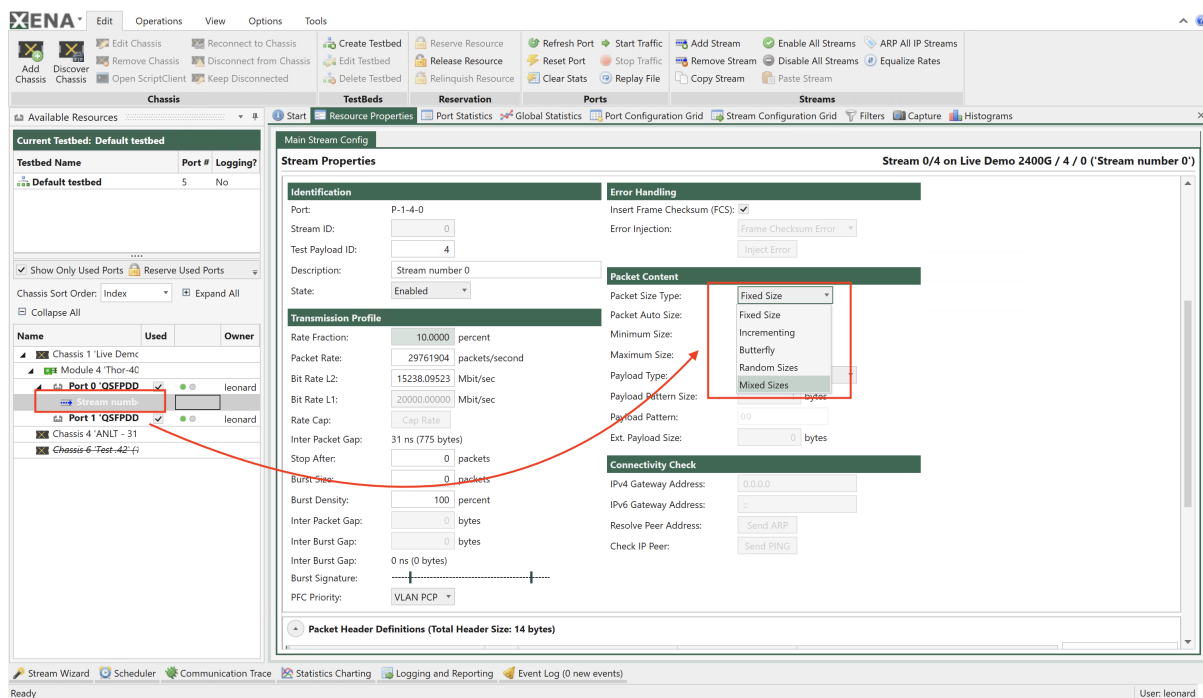 XENA
Edit
Operations
View
Options
Tools
Add Chassis
Discover Chassis
Edit Chassis
Remove Chassis
Open ScriptClient
Reconnect to Chassis
Disconnect from Chassis
Keep Disconnected
Chassis
Create Testbed
Edit Testbed
Delete Testbed
TestBeds
Reserve Resource
Release Resource
Relinquish Resource
Reservation
Refresh Port
Reset Port
Clear Stats
Start Traffic
Stop Traffic
Replay File
Ports
Add Stream
Remove Stream
Copy Stream
Enable All Streams
Disable All Streams
Paste Stream
ARP All IP Streams
Equalize Rates
Streams
Available Resources
Start
Resource Properties
Port Statistics
Global Statistics
Port Configuration Grid
Stream Configuration Grid
Filters
Capture
Histograms
Current Testbed: Default testbed
Testbed Name Port # Logging?
Default testbed 5 No
Show Only Used Ports
Reserve Used Ports
Chassis Sort Order: Index
Expand All
Collapse All
Name Used Owner
Chassis 1 'Live Demo
Module 4 'Thor-40
Port 0 'QSFPDD leonard
Stream numb
Port 1 'QSFPDD leonard
Chassis 4 'ANLT - 31
Chassis 6 'Test .42' (
Main Stream Config
Stream Properties
Stream 0/4 on Live Demo 2400G / 4 / 0 ('Stream number 0')
Identification
Port: P-1-4-0
Stream ID: 0
Test Payload ID: 4
Description: Stream number 0
State: Enabled
Transmission Profile
Rate Fraction: 10.0000 percent
Packet Rate: 29761904 packets/second
Bit Rate L2: 15238.09523 Mbit/sec
Bit Rate L1: 20000.00000 Mbit/sec
Rate Cap: Cap Rate
Inter Packet Gap: 31 ns (775 bytes)
Stop After: 0 packets
Burst Size: 0 packets
Burst Density: 100 percent
Inter Packet Gap: 0 bytes
Inter Burst Gap: 0 bytes
Inter Burst Gap: 0 ns (0 bytes)
Burst Signature:
PFC Priority: VLAN PCP
Error Handling
Insert Frame Checksum (FCS):
Error Injection: Frame Checksum Error
Inject Error
Packet Content
Packet Size Type: Fixed Size
Fixed Size
Incrementing
Butterfly
Random Sizes
Mixed Sizes
Packet Auto Size:
Minimum Size:
Maximum Size:
Payload Type:
Payload Pattern Size: bytes
Payload Pattern: 00
Ext. Payload Size: 0 bytes
Connectivity Check
IPv4 Gateway Address: 0.0.0.0
IPv6 Gateway Address: ::
Resolve Peer Address: Send ARP
Check IP Peer: Send PING
Packet Header Definitions (Total Header Size: 14 bytes)
Stream Wizard
Scheduler
Communication Trace
Statistics Charting
Logging and Reporting
Event Log (0 new events)
Ready
User: leonard